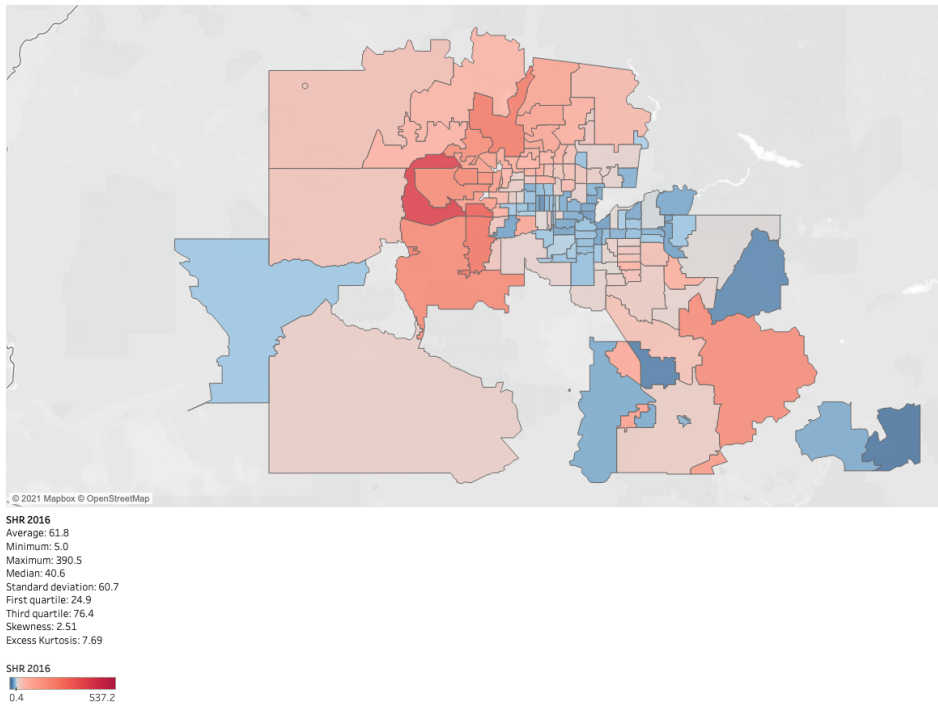 © 2021 Mapbox © OpenStreetMap
SHR 2016
Average: 61.8
Minimum: 5.0
Maximum: 390.5
Median: 40.6
Standard deviation: 60.7
First quartile: 24.9
Third quartile: 76.4
Skewness: 2.51
Excess Kurtosis: 7.69
SHR 2016
0.4 537.2